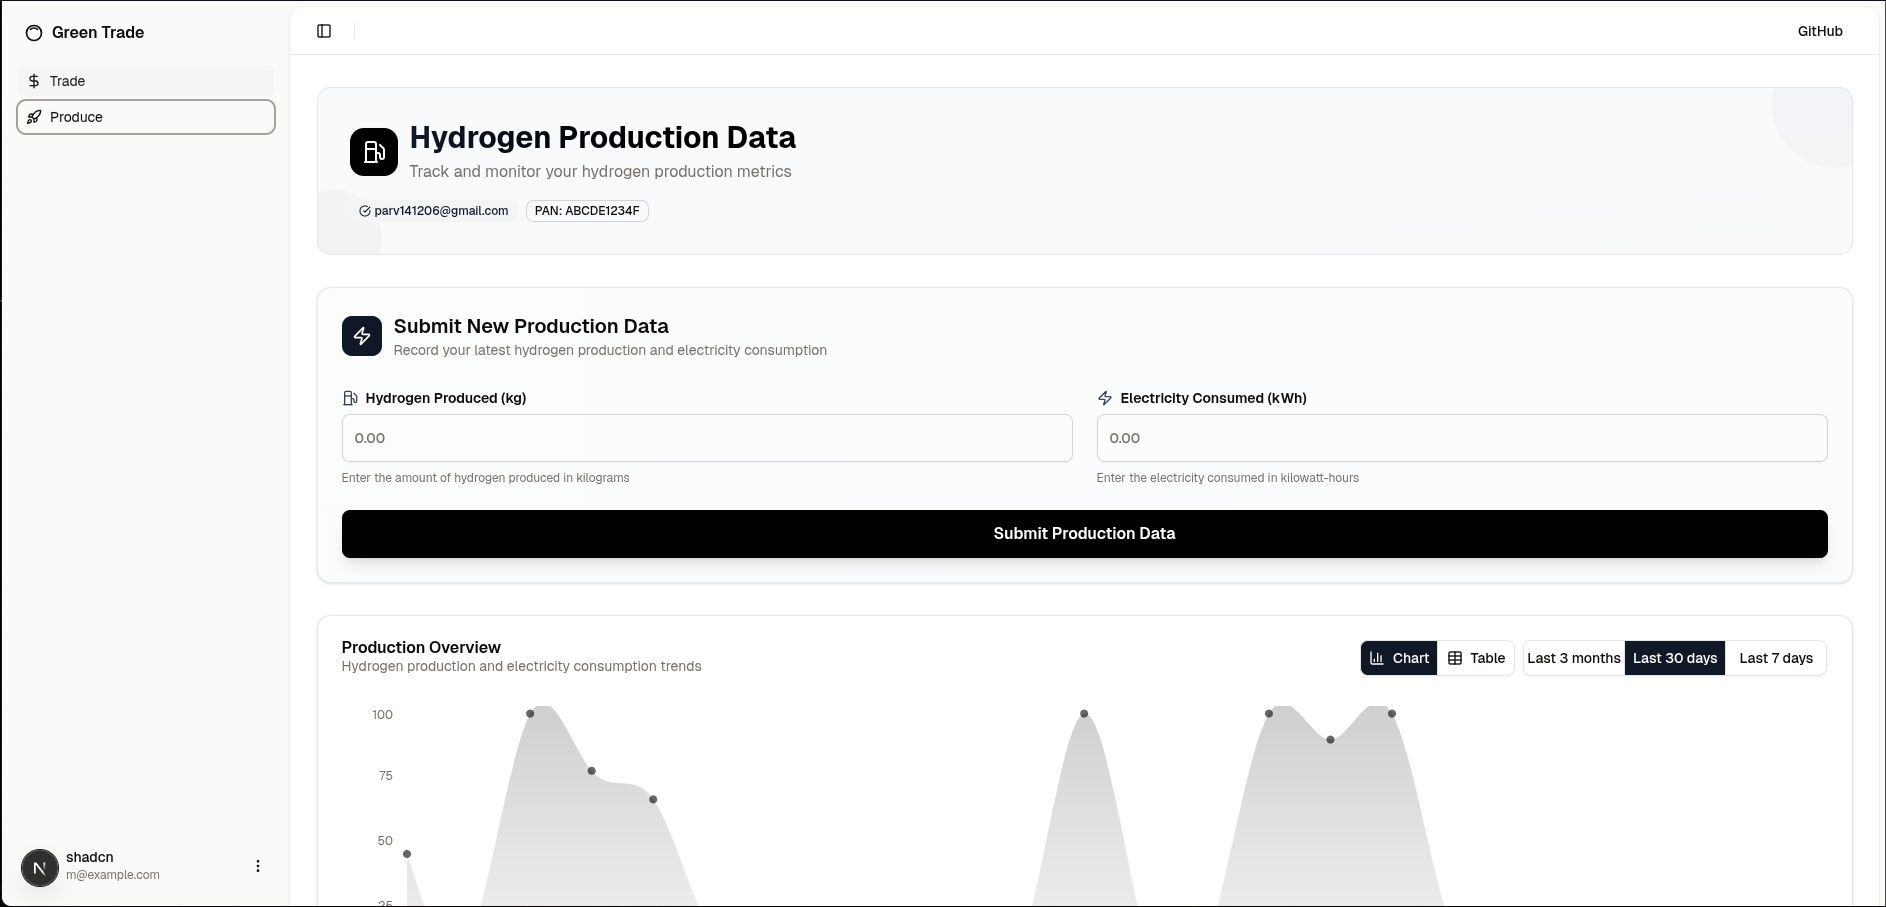 Green Trade
GitHub
Trade
Produce
Hydrogen Production Data
Track and monitor your hydrogen production metrics
parv141206@gmail.com
PAN: ABCDE1234F
Submit New Production Data
Record your latest hydrogen production and electricity consumption
Hydrogen Produced (kg)
Electricity Consumed (kWh)
0.00
0.00
Enter the amount of hydrogen produced in kilograms
Enter the electricity consumed in kilowatt-hours
Submit Production Data
Production Overview
Hydrogen production and electricity consumption trends
Chart
Table
Last 3 months
Last 30 days
Last 7 days
100
75
50
25
N
shadcn
m@example.com